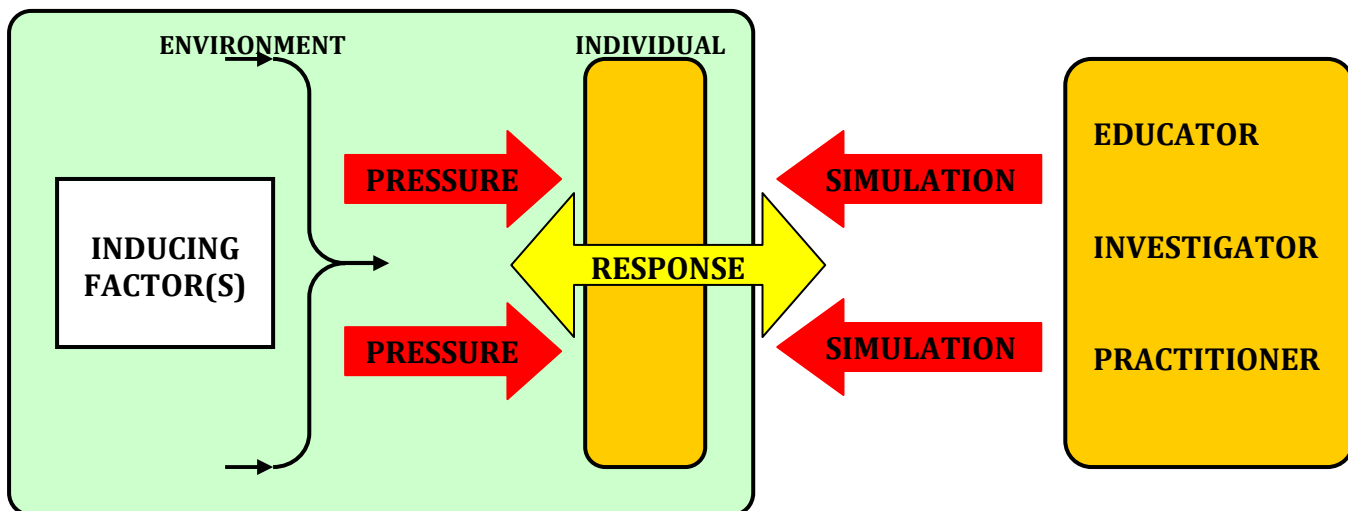 ENVIRONMENT
INDIVIDUAL
INDUCING
FACTOR(S)
PRESSURE
PRESSURE
RESPONSE
SIMULATION
SIMULATION
EDUCATOR
INVESTIGATOR
PRACTITIONER